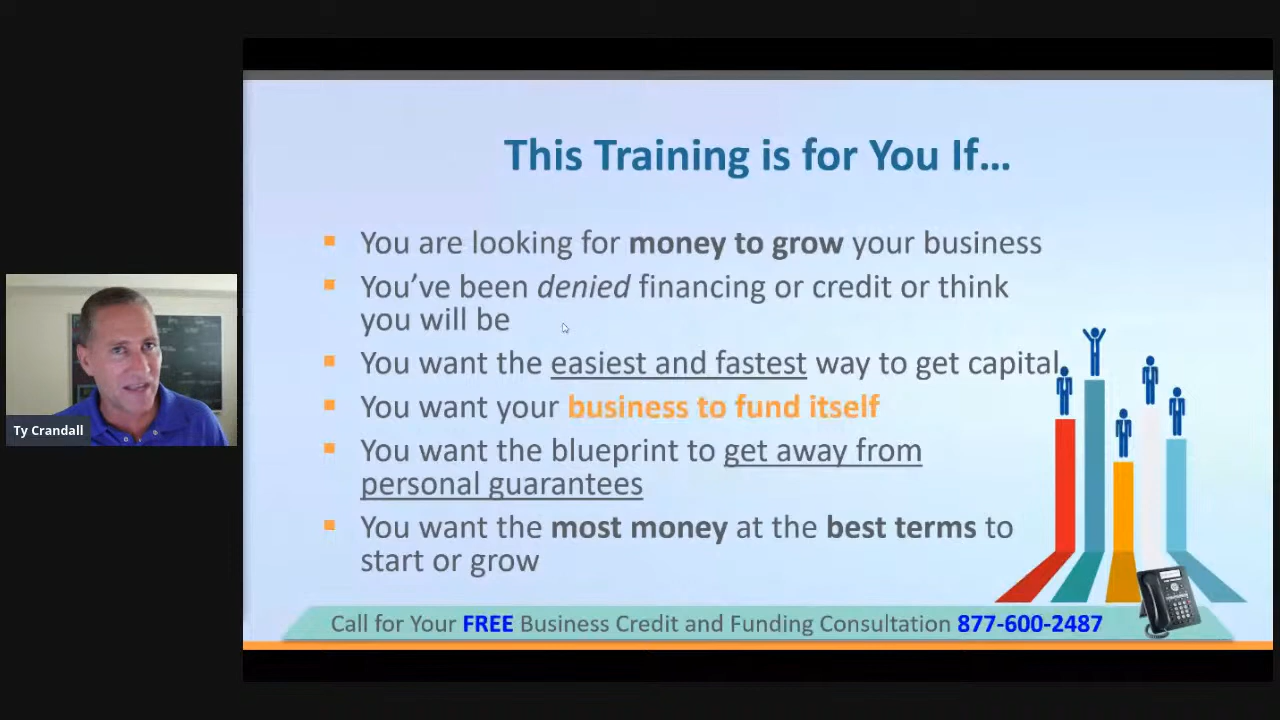 This Training is for You If…
You are looking for money to grow your business
You’ve been denied financing or credit or think
you will be
You want the easiest and fastest way to get capital
You want your business to fund itself
You want the blueprint to get away from
personal guarantees
You want the most money at the best terms to
start or grow
Ty Crandall
Call for Your FREE Business Credit and Funding Consultation 877-600-2487